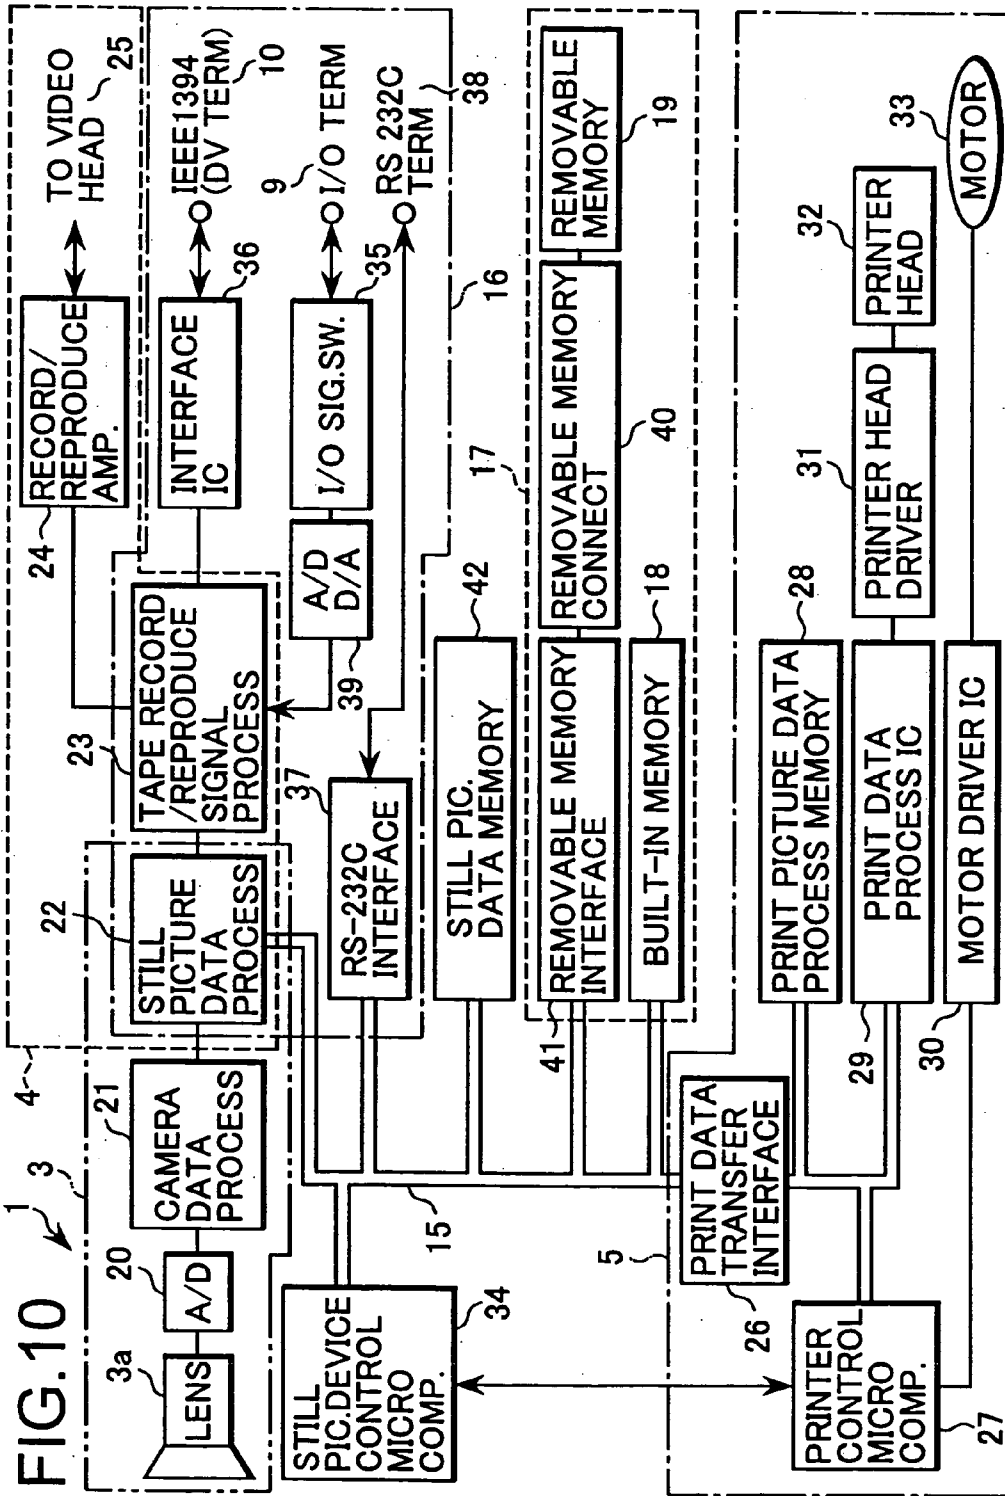 FIG.10
1
3
4
3a
LENS
20
A/D
21
CAMERA
DATA
PROCESS
22
STILL
PICTURE
DATA
PROCESS
23
TAPE RECORD
/REPRODUCE
SIGNAL
PROCESS
24
RECORD/
REPRODUCE
AMP.
TO VIDEO
HEAD
25
INTERFACE
IC
36
IEEE1394
(DV TERM)
10
A/D
D/A
39
I/O SIG.SW.
35
9
I/O TERM
RS 232C
TERM
38
37
RS-232C
INTERFACE
16
STILL
PIC.DEVICE
CONTROL
MICRO
COMP.
34
15
STILL PIC.
DATA MEMORY
42
17
41
REMOVABLE MEMORY
INTERFACE
REMOVABLE MEMORY
CONNECT
40
REMOVABLE
MEMORY
19
BUILT-IN MEMORY
18
5
PRINT DATA
TRANSFER
INTERFACE
26
PRINTER
CONTROL
MICRO
COMP.
27
PRINT PICTURE DATA
PROCESS MEMORY
28
PRINT DATA
PROCESS IC
29
MOTOR DRIVER IC
30
PRINTER HEAD
DRIVER
31
PRINTER
HEAD
32
MOTOR
33